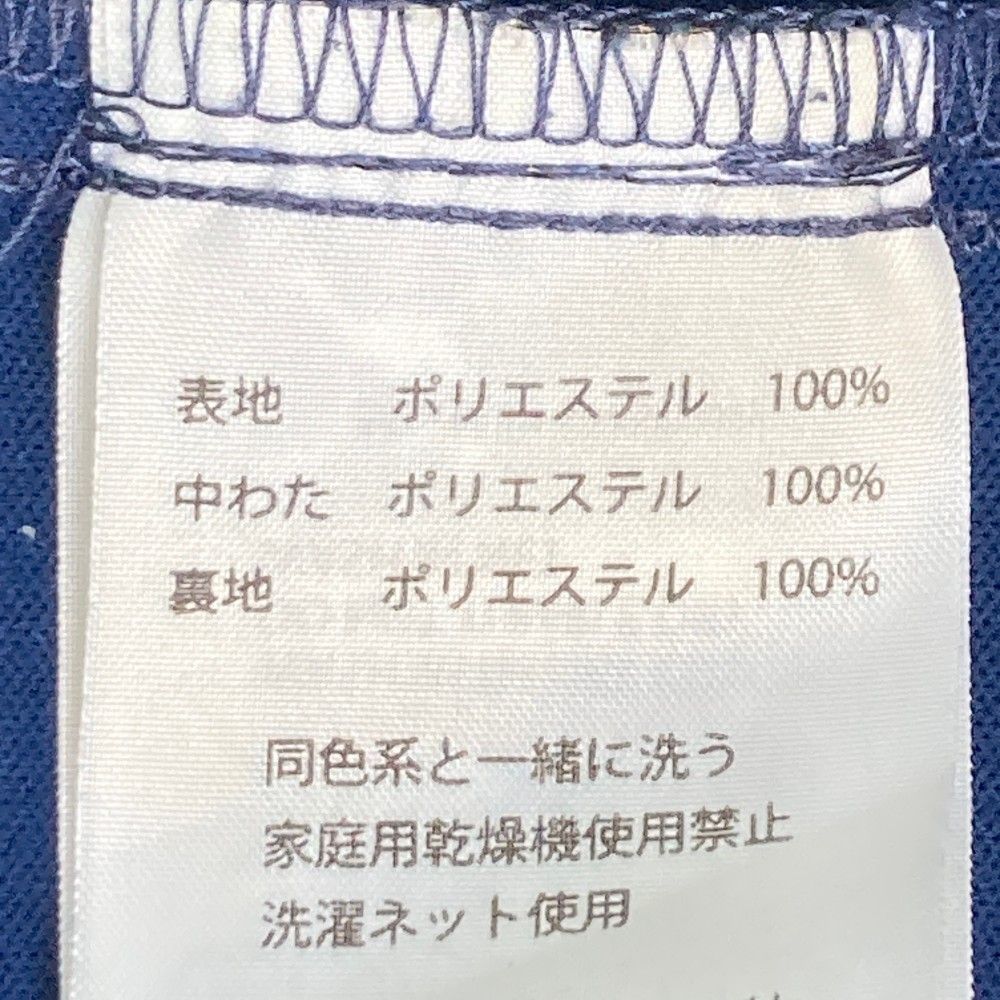 表地 ポリエステル 100%
中わた ポリエステル 100%
裏地 ポリエステル 100%
同色系と一緒に洗う
家庭用乾燥機使用禁止
洗濯ネット使用